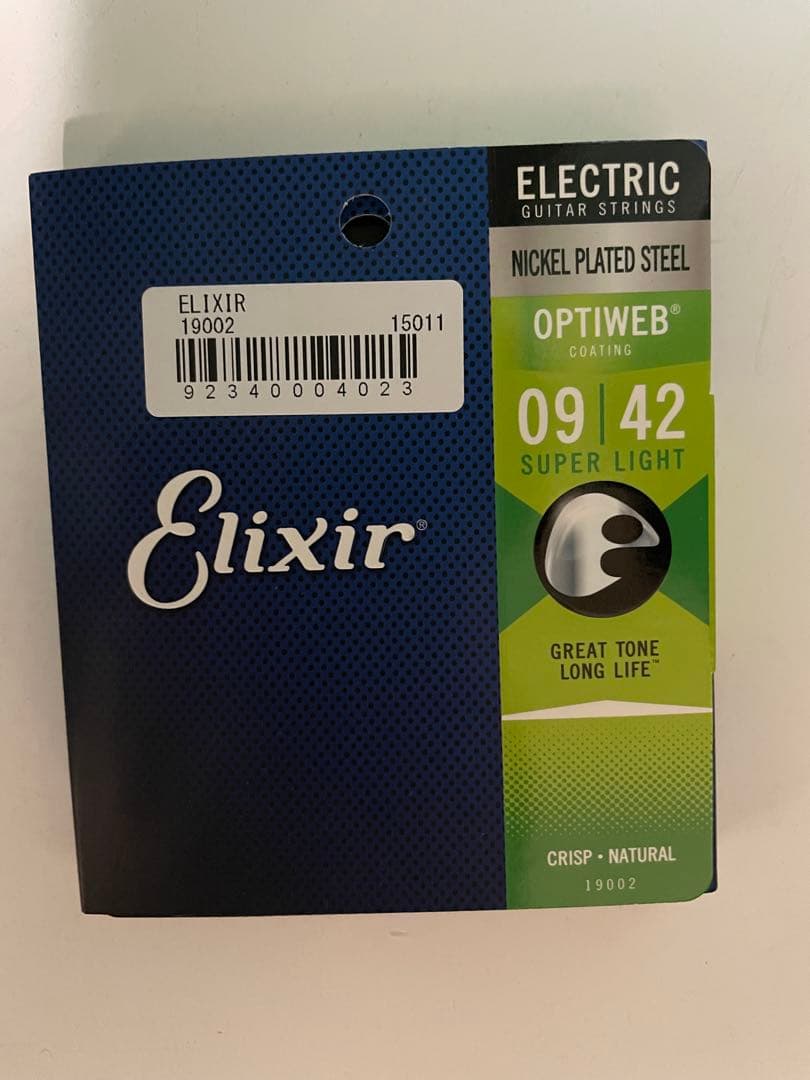 ELIXIR
19002 15011
92340004023
Elixir®
ELECTRIC
GUITAR STRINGS
NICKEL PLATED STEEL
OPTIWEB®
COATING
09|42
SUPER LIGHT
GREAT TONE
LONG LIFE™
CRISP • NATURAL
19002